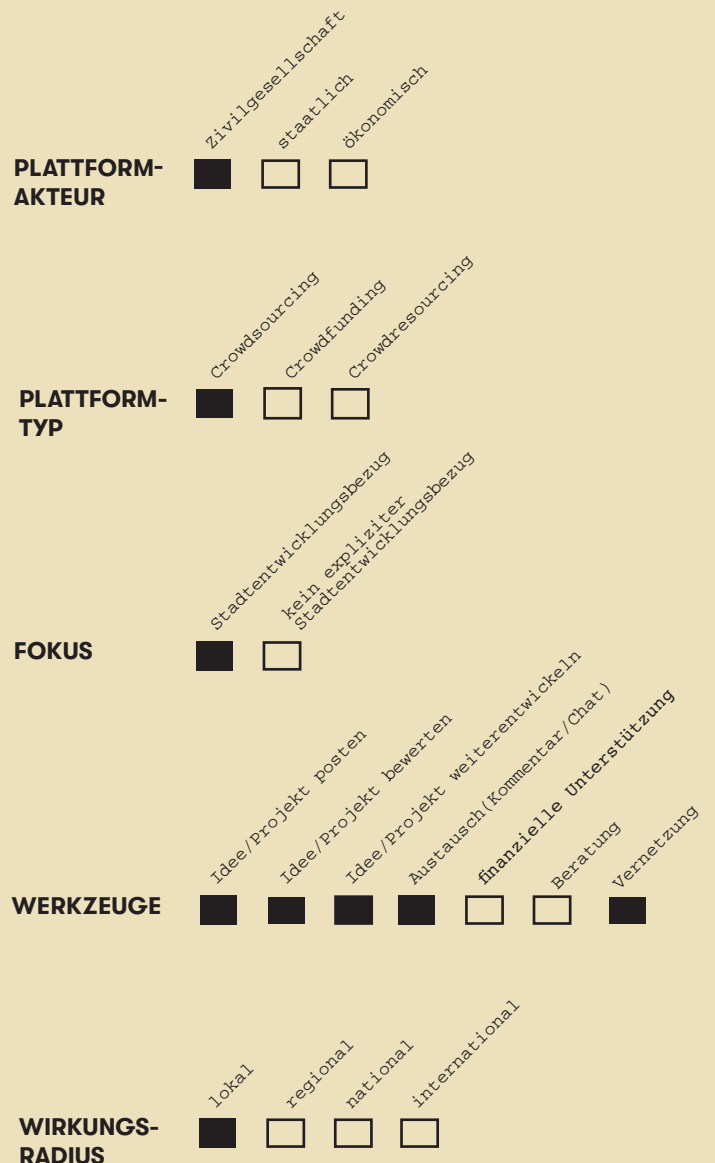 Zivilgesellschaft
staatlich
ökonomisch
PLATTFORM-
AKTEUR
Crowdsourcing
Crowdfunding
Crowdresourcing
PLATTFORM-
TYP
Stadtentwicklungsbezug
kein expliziter
Stadtentwicklungsbezug
FOKUS
Idee/Projekt posten
Idee/Projekt bewerten
Idee/Projekt weiterentwickeln
Austausch(Kommentar/Chat)
finanzielle Unterstützung
Beratung
Vernetzung
WERKZEUGE
lokal
regional
national
international
WIRKUNGS-
RADIUS